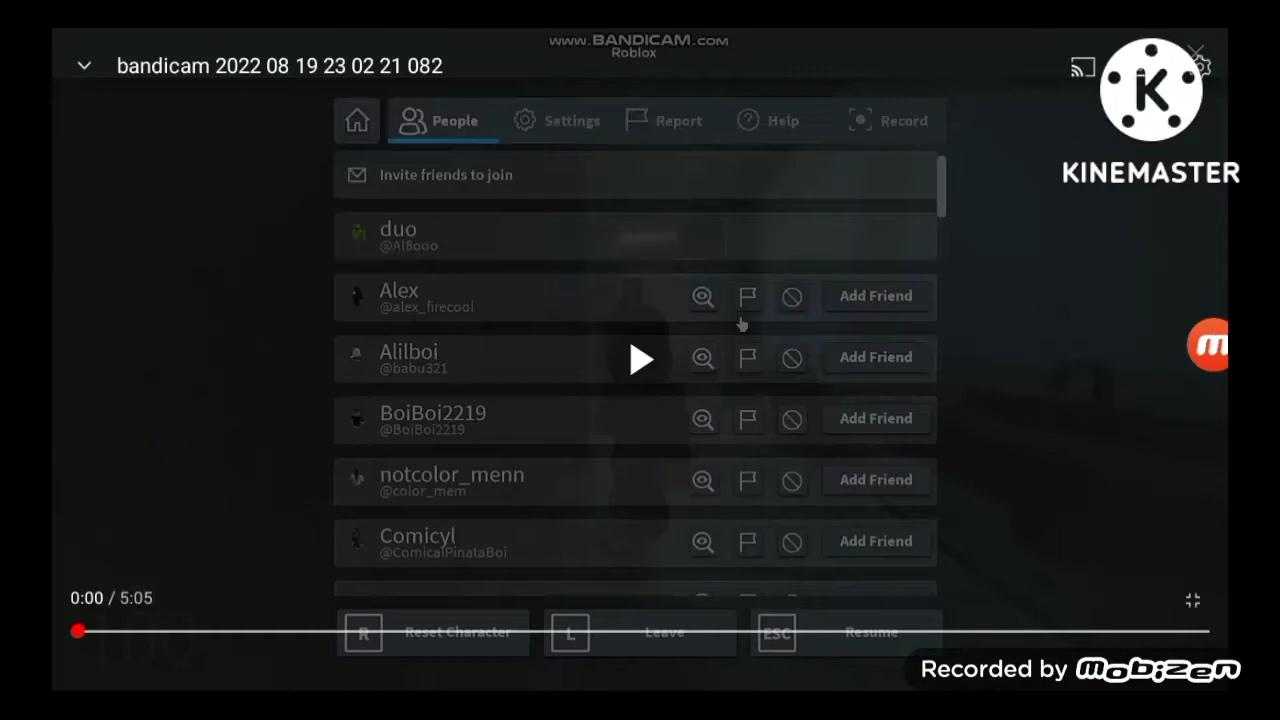 www.BANDICAM.com
Roblox
bandicam 2022 08 19 23 02 21 082
K
KINEMASTER
People
Settings
Report
Help
Record
Invite friends to join
duo
@Al8ooo
Alex
@alex_firecool
Add Friend
Alilboi
@babu321
Add Friend
BoiBoi2219
@BoiBoi2219
Add Friend
notcolor_menn
@color_mem
Add Friend
Comicyl
@ComicalPinataBoi
Add Friend
0:00 / 5:05
R Reset Character
L Leave
ESC Resume
Recorded by Mobizen